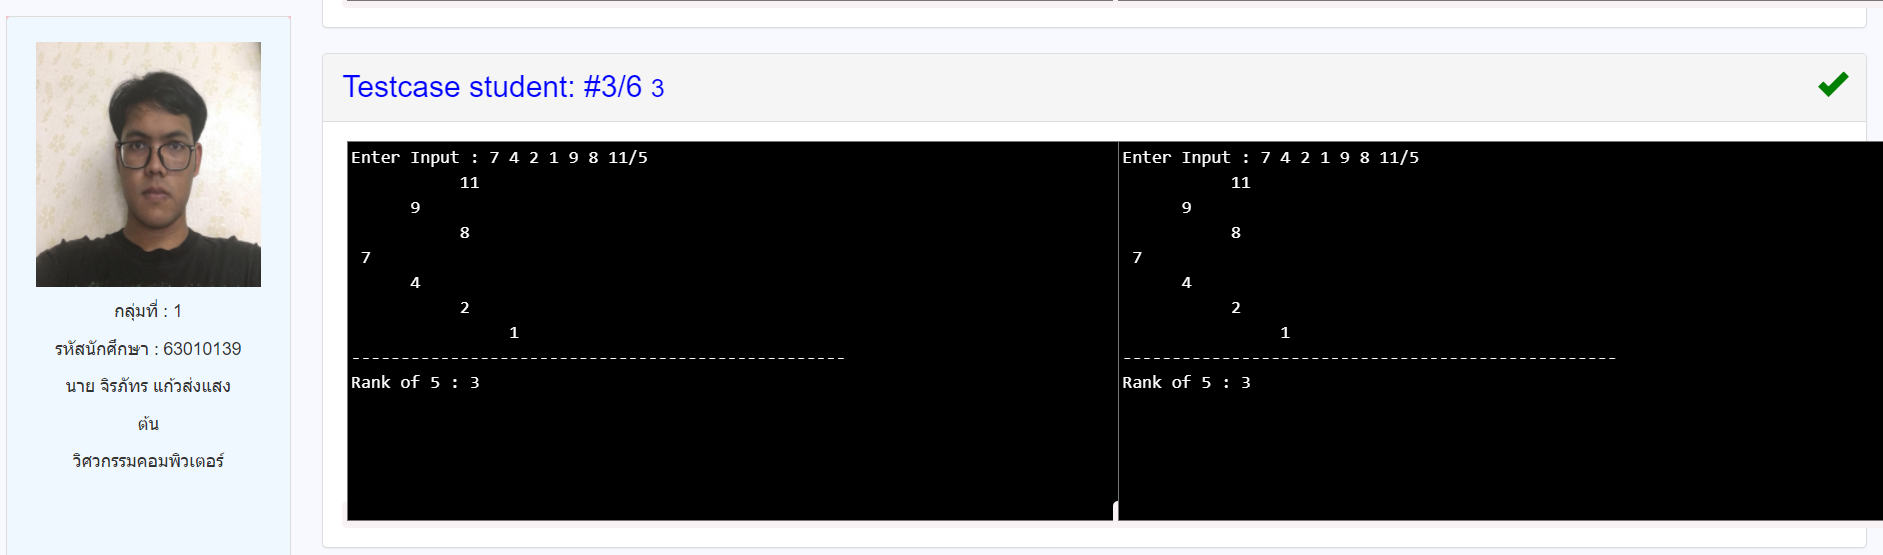 กลุ่มที่ : 1
รหัสนักศึกษา : 63010139
นาย จิรภัทร แก้วส่งแสง
ต้น
วิศวกรรมคอมพิวเตอร์
Testcase student: #3/6 3
Enter Input : 7 4 2 1 9 8 11/5
11
9
8
7
4
2
1
--------------------------------------------------
Rank of 5 : 3
Enter Input : 7 4 2 1 9 8 11/5
11
9
8
7
4
2
1
--------------------------------------------------
Rank of 5 : 3